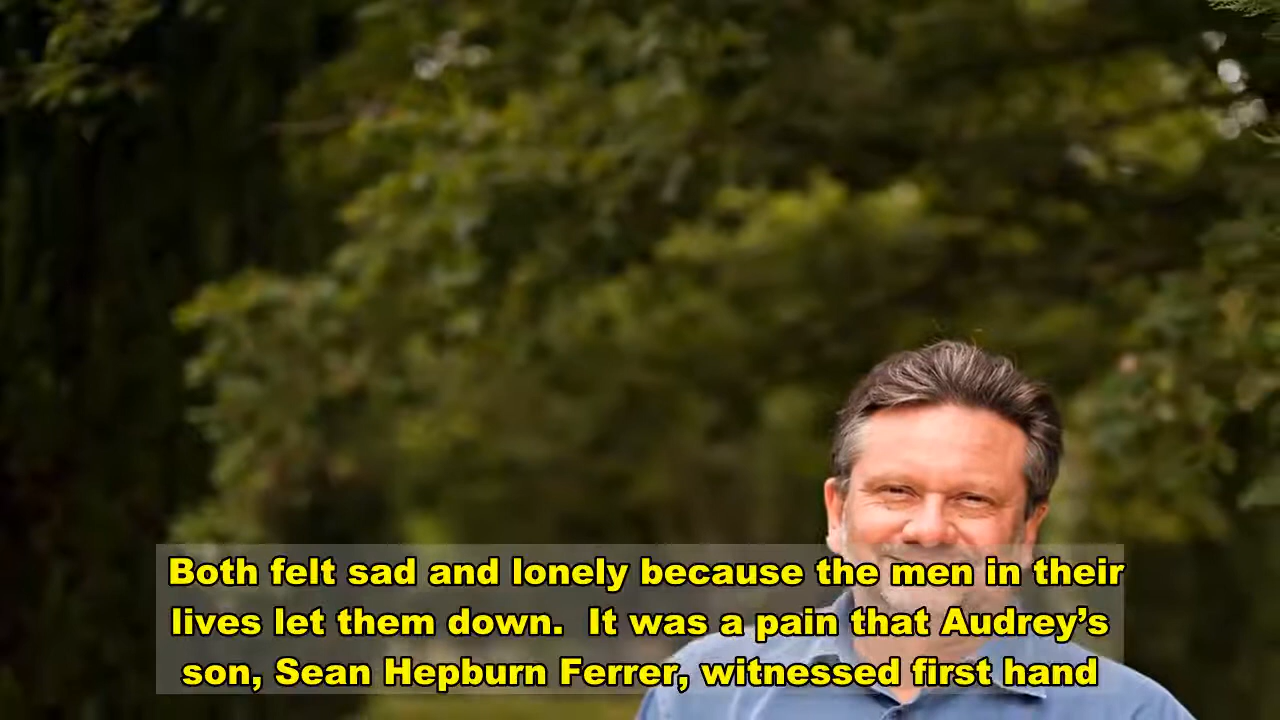 Both felt sad and lonely because the men in their
lives let them down.  It was a pain that Audrey’s
son, Sean Hepburn Ferrer, witnessed first hand